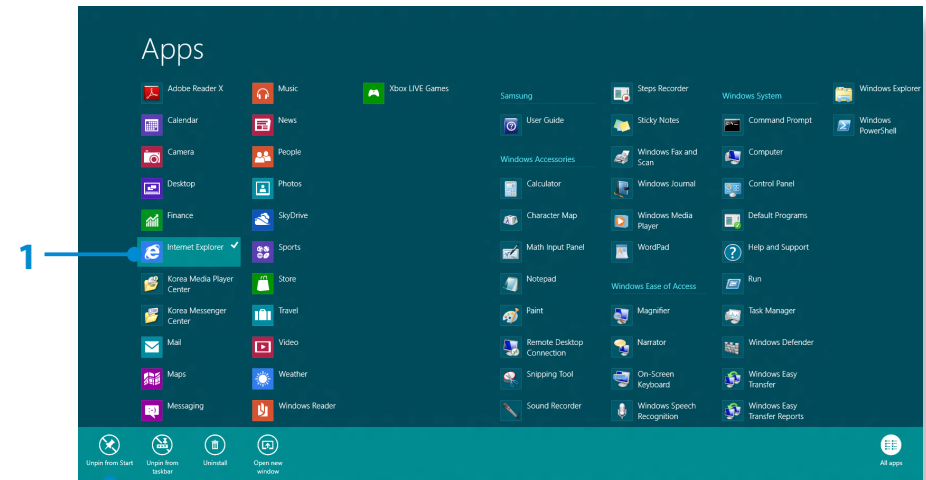 Apps
Adobe Reader X
Calendar
Camera
Desktop
Finance
Internet Explorer
Korea Media Player
Center
Korea Messenger
Center
Mail
Maps
Messaging
Music
News
People
Photos
SkyDrive
Sports
Store
Travel
Video
Weather
Windows Reader
Xbox LIVE Games
Samsung
User Guide
Windows Accessories
Calculator
Character Map
Math Input Panel
Notepad
Paint
Remote Desktop
Connection
Snipping Tool
Sound Recorder
Steps Recorder
Sticky Notes
Windows Fax and
Scan
Windows Journal
Windows Media
Player
WordPad
Windows Ease of Access
Magnifier
Narrator
On-Screen
Keyboard
Windows Speech
Recognition
Windows System
Command Prompt
Computer
Control Panel
Default Programs
Help and Support
Run
Task Manager
Windows Defender
Windows Easy
Transfer
Windows Easy
Transfer Reports
Windows Explorer
Windows
PowerShell
1
Unpin from Start
Unpin from
taskbar
Uninstall
Open new
window
All apps